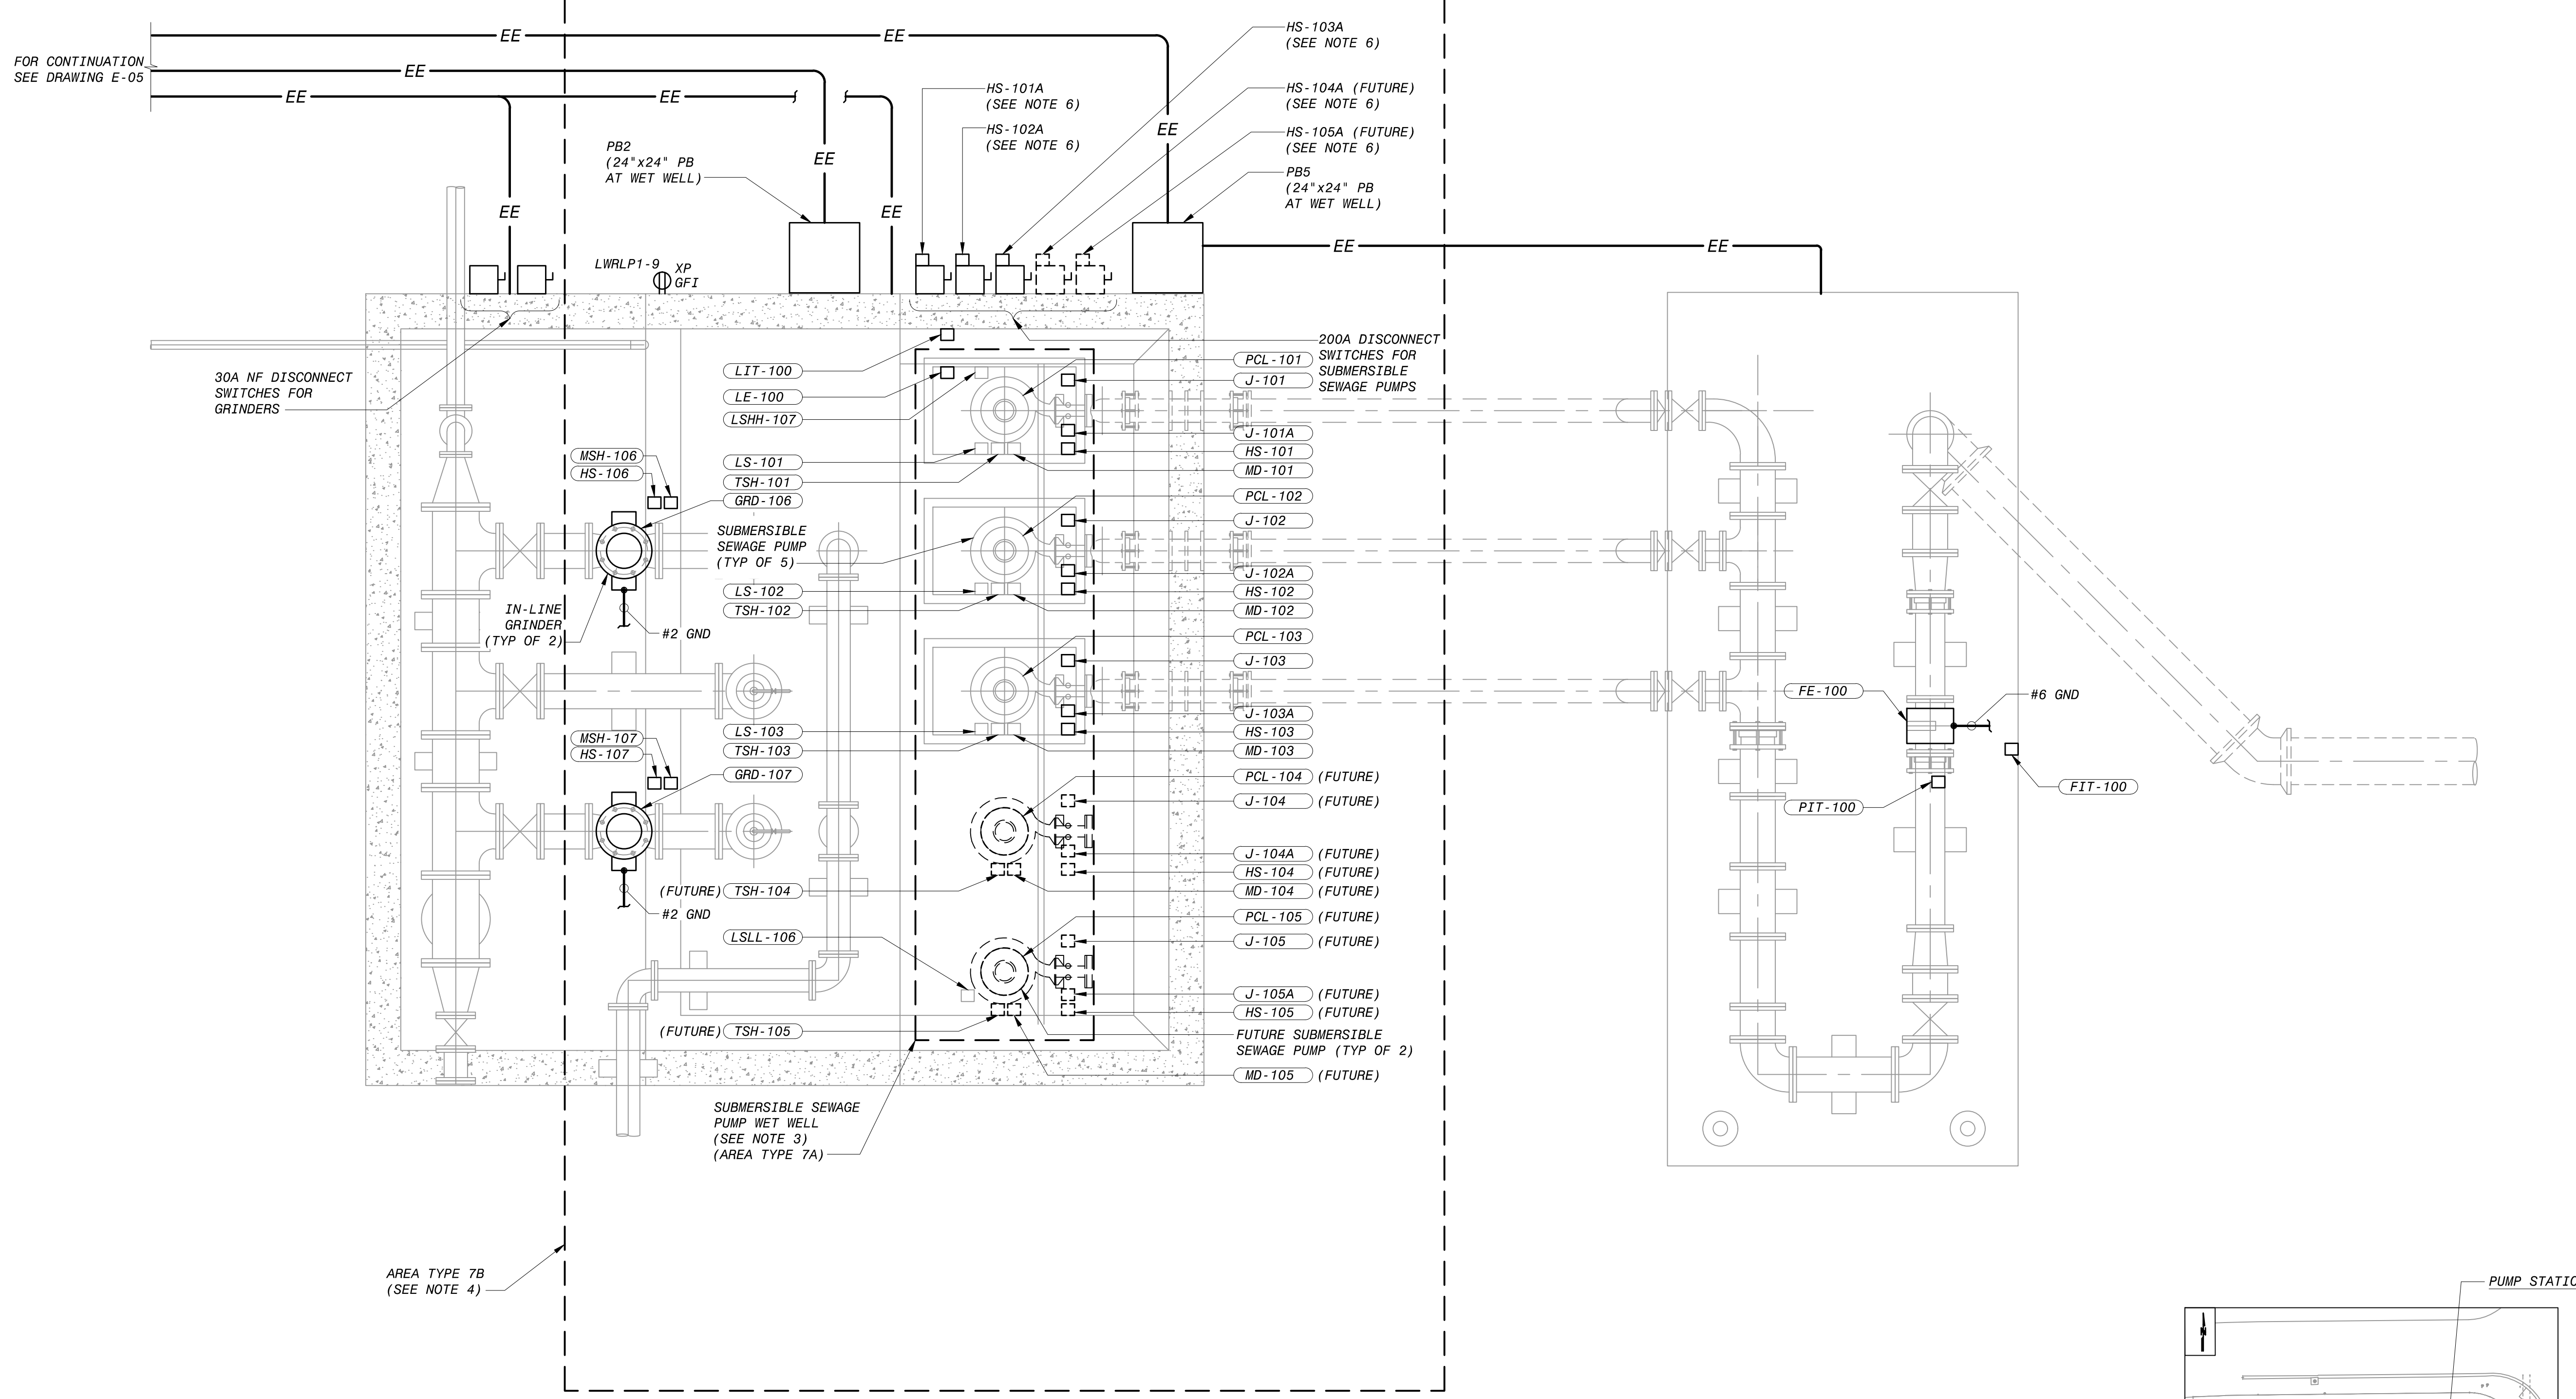 EE
EE
FOR CONTINUATION
SEE DRAWING E-05
EE
EE
EE
EE
EE
EE
EE
EE
EE
EE
HS-103A
(SEE NOTE 6)
HS-101A
(SEE NOTE 6)
HS-104A (FUTURE)
(SEE NOTE 6)
HS-102A
(SEE NOTE 6)
HS-105A (FUTURE)
(SEE NOTE 6)
PB2
(24"x24" PB
AT WET WELL)
PB5
(24"x24" PB
AT WET WELL)
LWRLP1-9
XP
GFI
200A DISCONNECT
SWITCHES FOR
SUBMERSIBLE
SEWAGE PUMPS
30A NF DISCONNECT
SWITCHES FOR
GRINDERS
LIT-100
LE-100
LSHH-107
PCL-101
J-101
J-101A
HS-101
MD-101
LS-101
TSH-101
MSH-106
HS-106
GRD-106
SUBMERSIBLE
SEWAGE PUMP
(TYP OF 5)
PCL-102
J-102
J-102A
HS-102
MD-102
LS-102
TSH-102
IN-LINE
GRINDER
(TYP OF 2)
#2 GND
PCL-103
J-103
J-103A
HS-103
MD-103
LS-103
TSH-103
MSH-107
HS-107
GRD-107
#2 GND
PCL-104 (FUTURE)
J-104 (FUTURE)
J-104A (FUTURE)
HS-104 (FUTURE)
MD-104 (FUTURE)
(FUTURE) TSH-104
LSLL-106
PCL-105 (FUTURE)
J-105 (FUTURE)
J-105A (FUTURE)
HS-105 (FUTURE)
(FUTURE) TSH-105
FUTURE SUBMERSIBLE
SEWAGE PUMP (TYP OF 2)
MD-105 (FUTURE)
FE-100
#6 GND
FIT-100
PIT-100
SUBMERSIBLE SEWAGE
PUMP WET WELL
(SEE NOTE 3)
(AREA TYPE 7A)
AREA TYPE 7B
(SEE NOTE 4)
PUMP STATIO
N